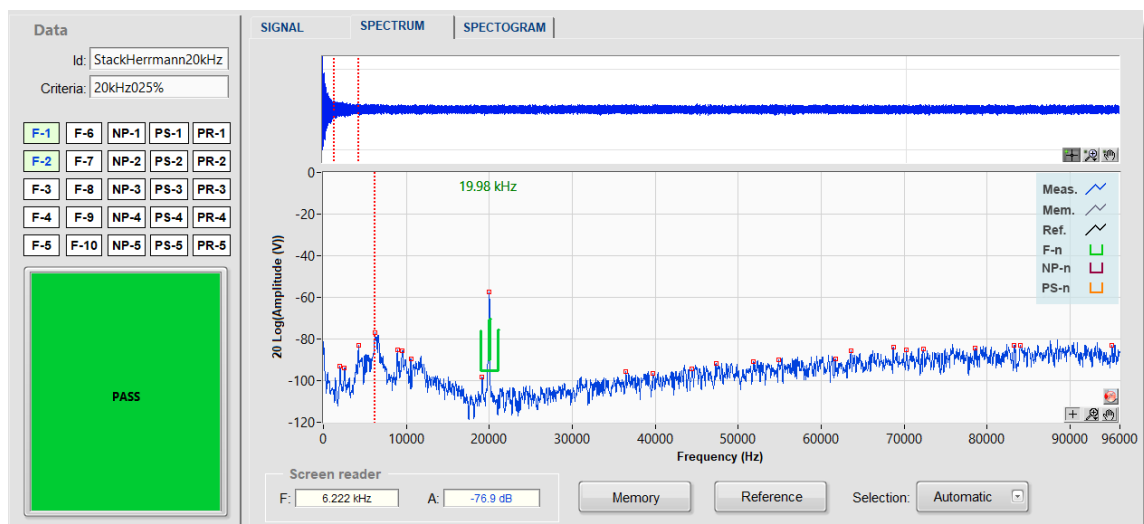 Data
Id: StackHerrmann20kHz
Criteria: 20kHz025%
F-1 F-6 NP-1 PS-1 PR-1
F-2 F-7 NP-2 PS-2 PR-2
F-3 F-8 NP-3 PS-3 PR-3
F-4 F-9 NP-4 PS-4 PR-4
F-5 F-10 NP-5 PS-5 PR-5
PASS
SIGNAL SPECTRUM SPECTOGRAM
19.98 kHz
Meas.
Mem.
Ref.
F-n
NP-n
PS-n
20 Log(Amplitude (V))
0
-20
-40
-60
-80
-100
-120
0 10000 20000 30000 40000 50000 60000 70000 80000 90000 96000
Frequency (Hz)
Screen reader
F: 6.222 kHz A: -76.9 dB
Memory Reference Selection: Automatic